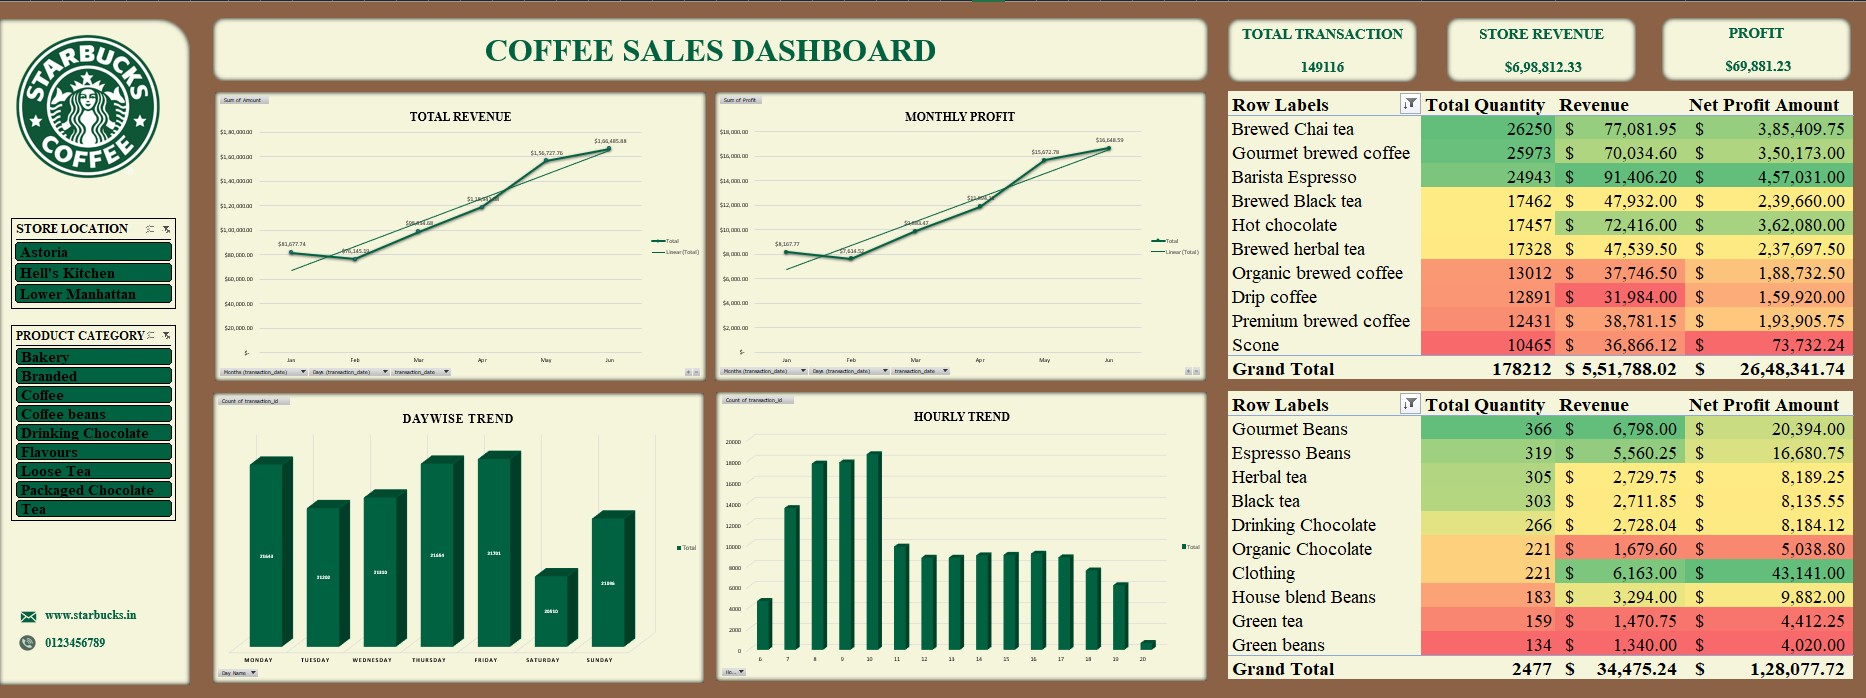 STARBUCKS
COFFEE
STORE LOCATION
Astoria
Hell's Kitchen
Lower Manhattan
PRODUCT CATEGORY
Bakery
Branded
Coffee
Coffee beans
Drinking Chocolate
Flavours
Loose Tea
Packaged Chocolate
Tea
www.starbucks.in
0123456789
COFFEE SALES DASHBOARD
TOTAL TRANSACTION
149116
STORE REVENUE
$6,98,812.33
PROFIT
$69,881.23
Sum of Amount
TOTAL REVENUE
$1,80,000.00
$1,60,000.00
$1,40,000.00
$1,20,000.00
$1,00,000.00
$80,000.00
$60,000.00
$40,000.00
$20,000.00
$-
$81,677.74
$76,145.19
$1,56,727.76
$1,66,485.88
Jan Feb Mar Apr May Jun
Total
Linear (Total)
Months (transaction_date) Days (transaction_date) transaction_date
Sum of Profit
MONTHLY PROFIT
$18,000.00
$16,000.00
$14,000.00
$12,000.00
$10,000.00
$8,000.00
$6,000.00
$4,000.00
$2,000.00
$-
$8,167.77
$7,614.52
$9,883.47
$15,672.78
$16,648.59
Jan Feb Mar Apr May Jun
Total
Linear (Total)
Months (transaction_date) Days (transaction_date) transaction_date
Count of transaction_id
DAYWISE TREND
21643
21202
21310
21654
21701
20510
21096
MONDAY TUESDAY WEDNESDAY THURSDAY FRIDAY SATURDAY SUNDAY
Total
Day Name
Count of transaction_id
HOURLY TREND
20000
18000
16000
14000
12000
10000
8000
6000
4000
2000
0
6 7 8 9 10 11 12 13 14 15 16 17 18 19 20
Total
Ho...
Row Labels Total Quantity Revenue Net Profit Amount
Brewed Chai tea 26250 $ 77,081.95 $ 3,85,409.75
Gourmet brewed coffee 25973 $ 70,034.60 $ 3,50,173.00
Barista Espresso 24943 $ 91,406.20 $ 4,57,031.00
Brewed Black tea 17462 $ 47,932.00 $ 2,39,660.00
Hot chocolate 17457 $ 72,416.00 $ 3,62,080.00
Brewed herbal tea 17328 $ 47,539.50 $ 2,37,697.50
Organic brewed coffee 13012 $ 37,746.50 $ 1,88,732.50
Drip coffee 12891 $ 31,984.00 $ 1,59,920.00
Premium brewed coffee 12431 $ 38,781.15 $ 1,93,905.75
Scone 10465 $ 36,866.12 $ 73,732.24
Grand Total 178212 $ 5,51,788.02 $ 26,48,341.74
Row Labels Total Quantity Revenue Net Profit Amount
Gourmet Beans 366 $ 6,798.00 $ 20,394.00
Espresso Beans 319 $ 5,560.25 $ 16,680.75
Herbal tea 305 $ 2,729.75 $ 8,189.25
Black tea 303 $ 2,711.85 $ 8,135.55
Drinking Chocolate 266 $ 2,728.04 $ 8,184.12
Organic Chocolate 221 $ 1,679.60 $ 5,038.80
Clothing 221 $ 6,163.00 $ 43,141.00
House blend Beans 183 $ 3,294.00 $ 9,882.00
Green tea 159 $ 1,470.75 $ 4,412.25
Green beans 134 $ 1,340.00 $ 4,020.00
Grand Total 2477 $ 34,475.24 $ 1,28,077.72